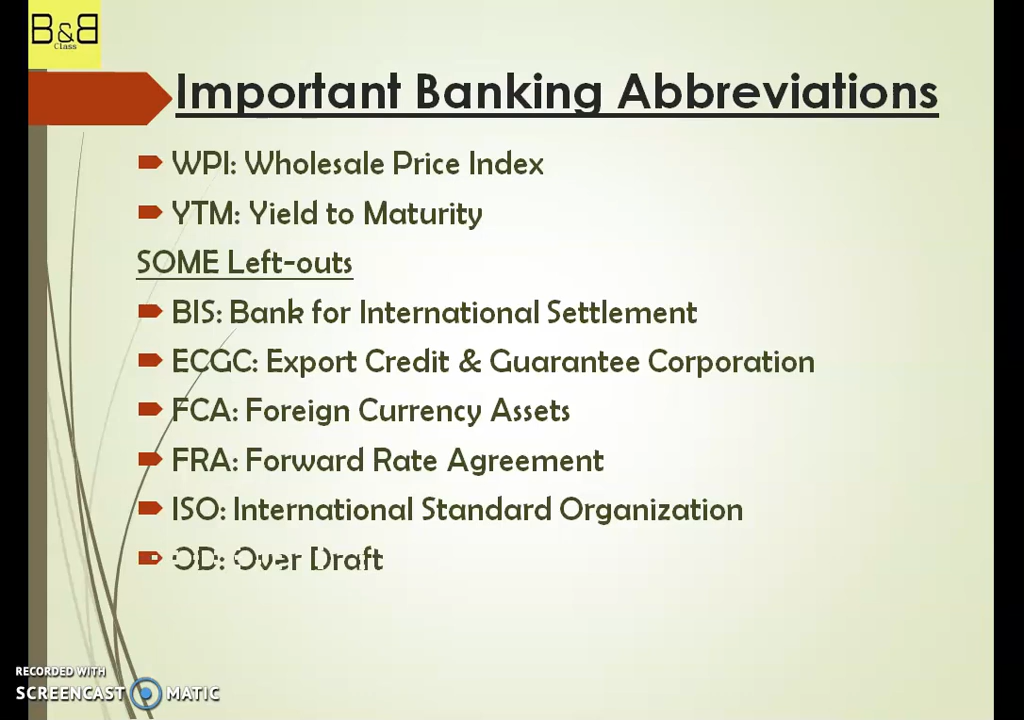 B&B
Class
Important Banking Abbreviations
WPI: Wholesale Price Index
YTM: Yield to Maturity
SOME Left-outs
BIS: Bank for International Settlement
ECGC: Export Credit & Guarantee Corporation
FCA: Foreign Currency Assets
FRA: Forward Rate Agreement
ISO: International Standard Organization
OD: Over Draft
RECORDED WITH
SCREENCAST MATIC